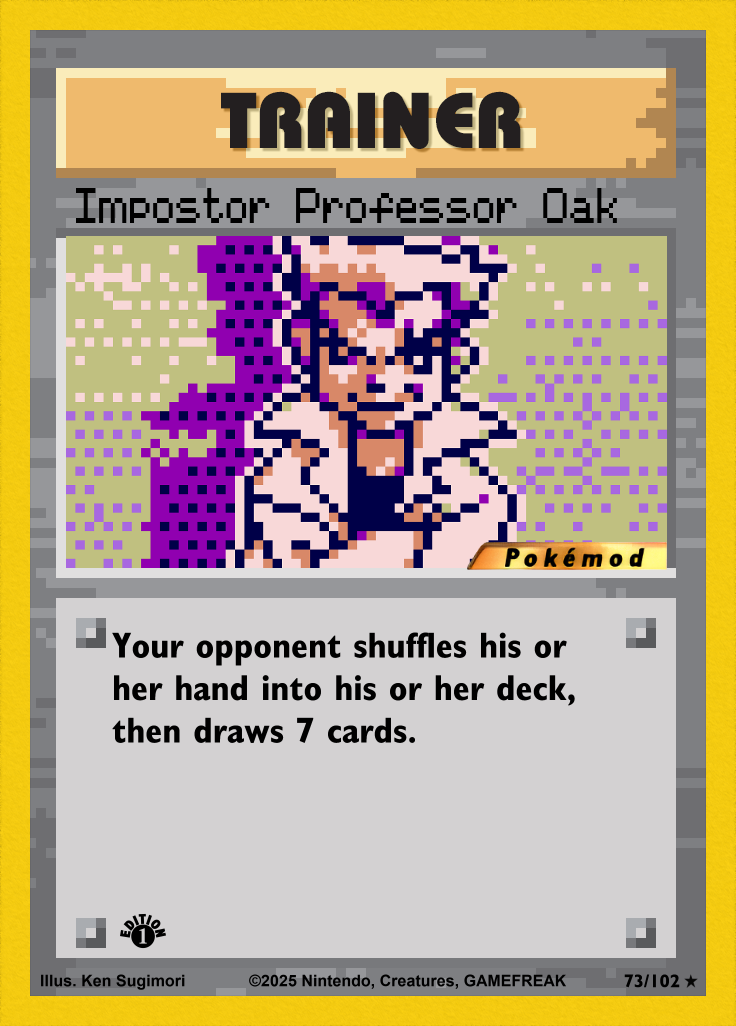 TRAINER
Impostor Professor Oak
Pokémod
Your opponent shuffles his or
her hand into his or her deck,
then draws 7 cards.
EDITION
1
Illus. Ken Sugimori ©2025 Nintendo, Creatures, GAMEFREAK 73/102 ★